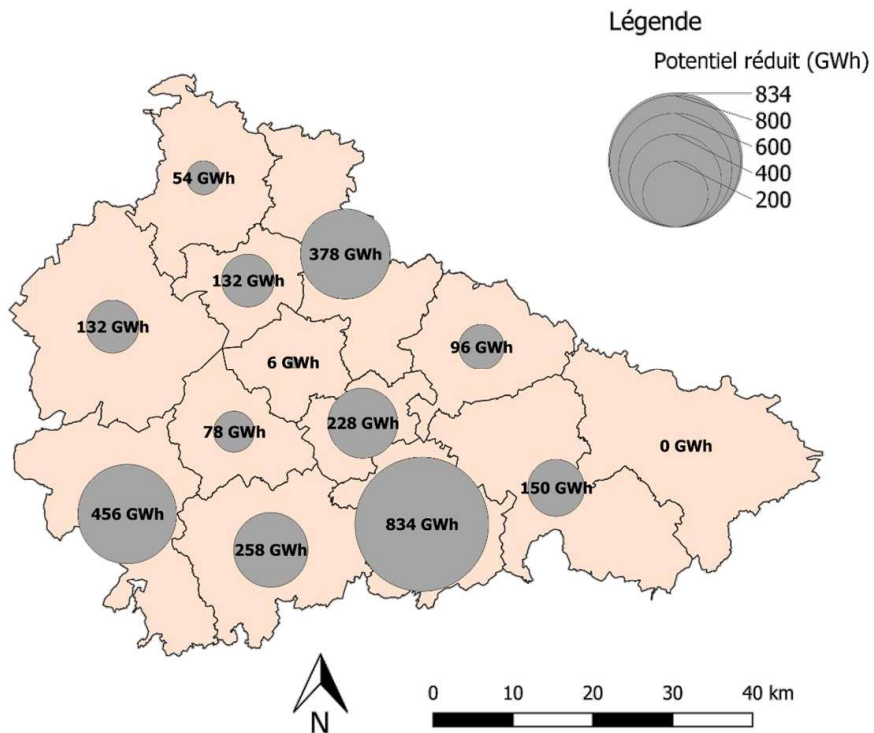 Légende
Potentiel réduit (GWh)
834
800
600
400
200
54 GWh
378 GWh
132 GWh
132 GWh
96 GWh
6 GWh
228 GWh
78 GWh
0 GWh
150 GWh
456 GWh
834 GWh
258 GWh
N
0 10 20 30 40 km